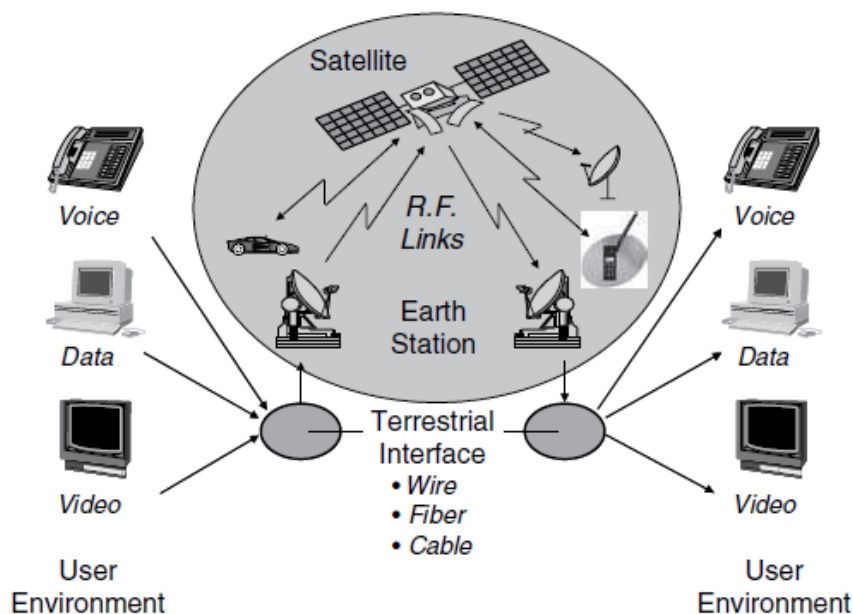 Satellite
Voice
Voice
R.F.
Links
Earth
Station
Data
Data
Terrestrial
Interface
• Wire
• Fiber
• Cable
Video
Video
User
Environment
User
Environment